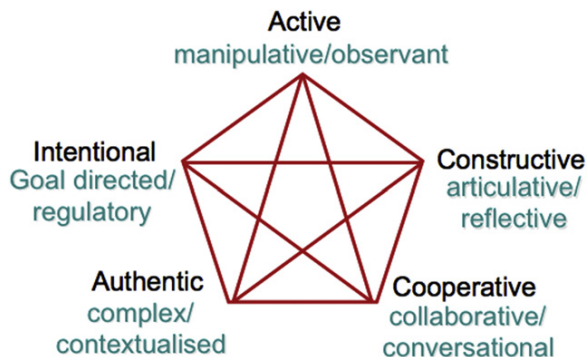 Active
manipulative/observant
Intentional
Goal directed/
regulatory
Constructive
articulative/
reflective
Authentic
complex/
contextualised
Cooperative
collaborative/
conversational